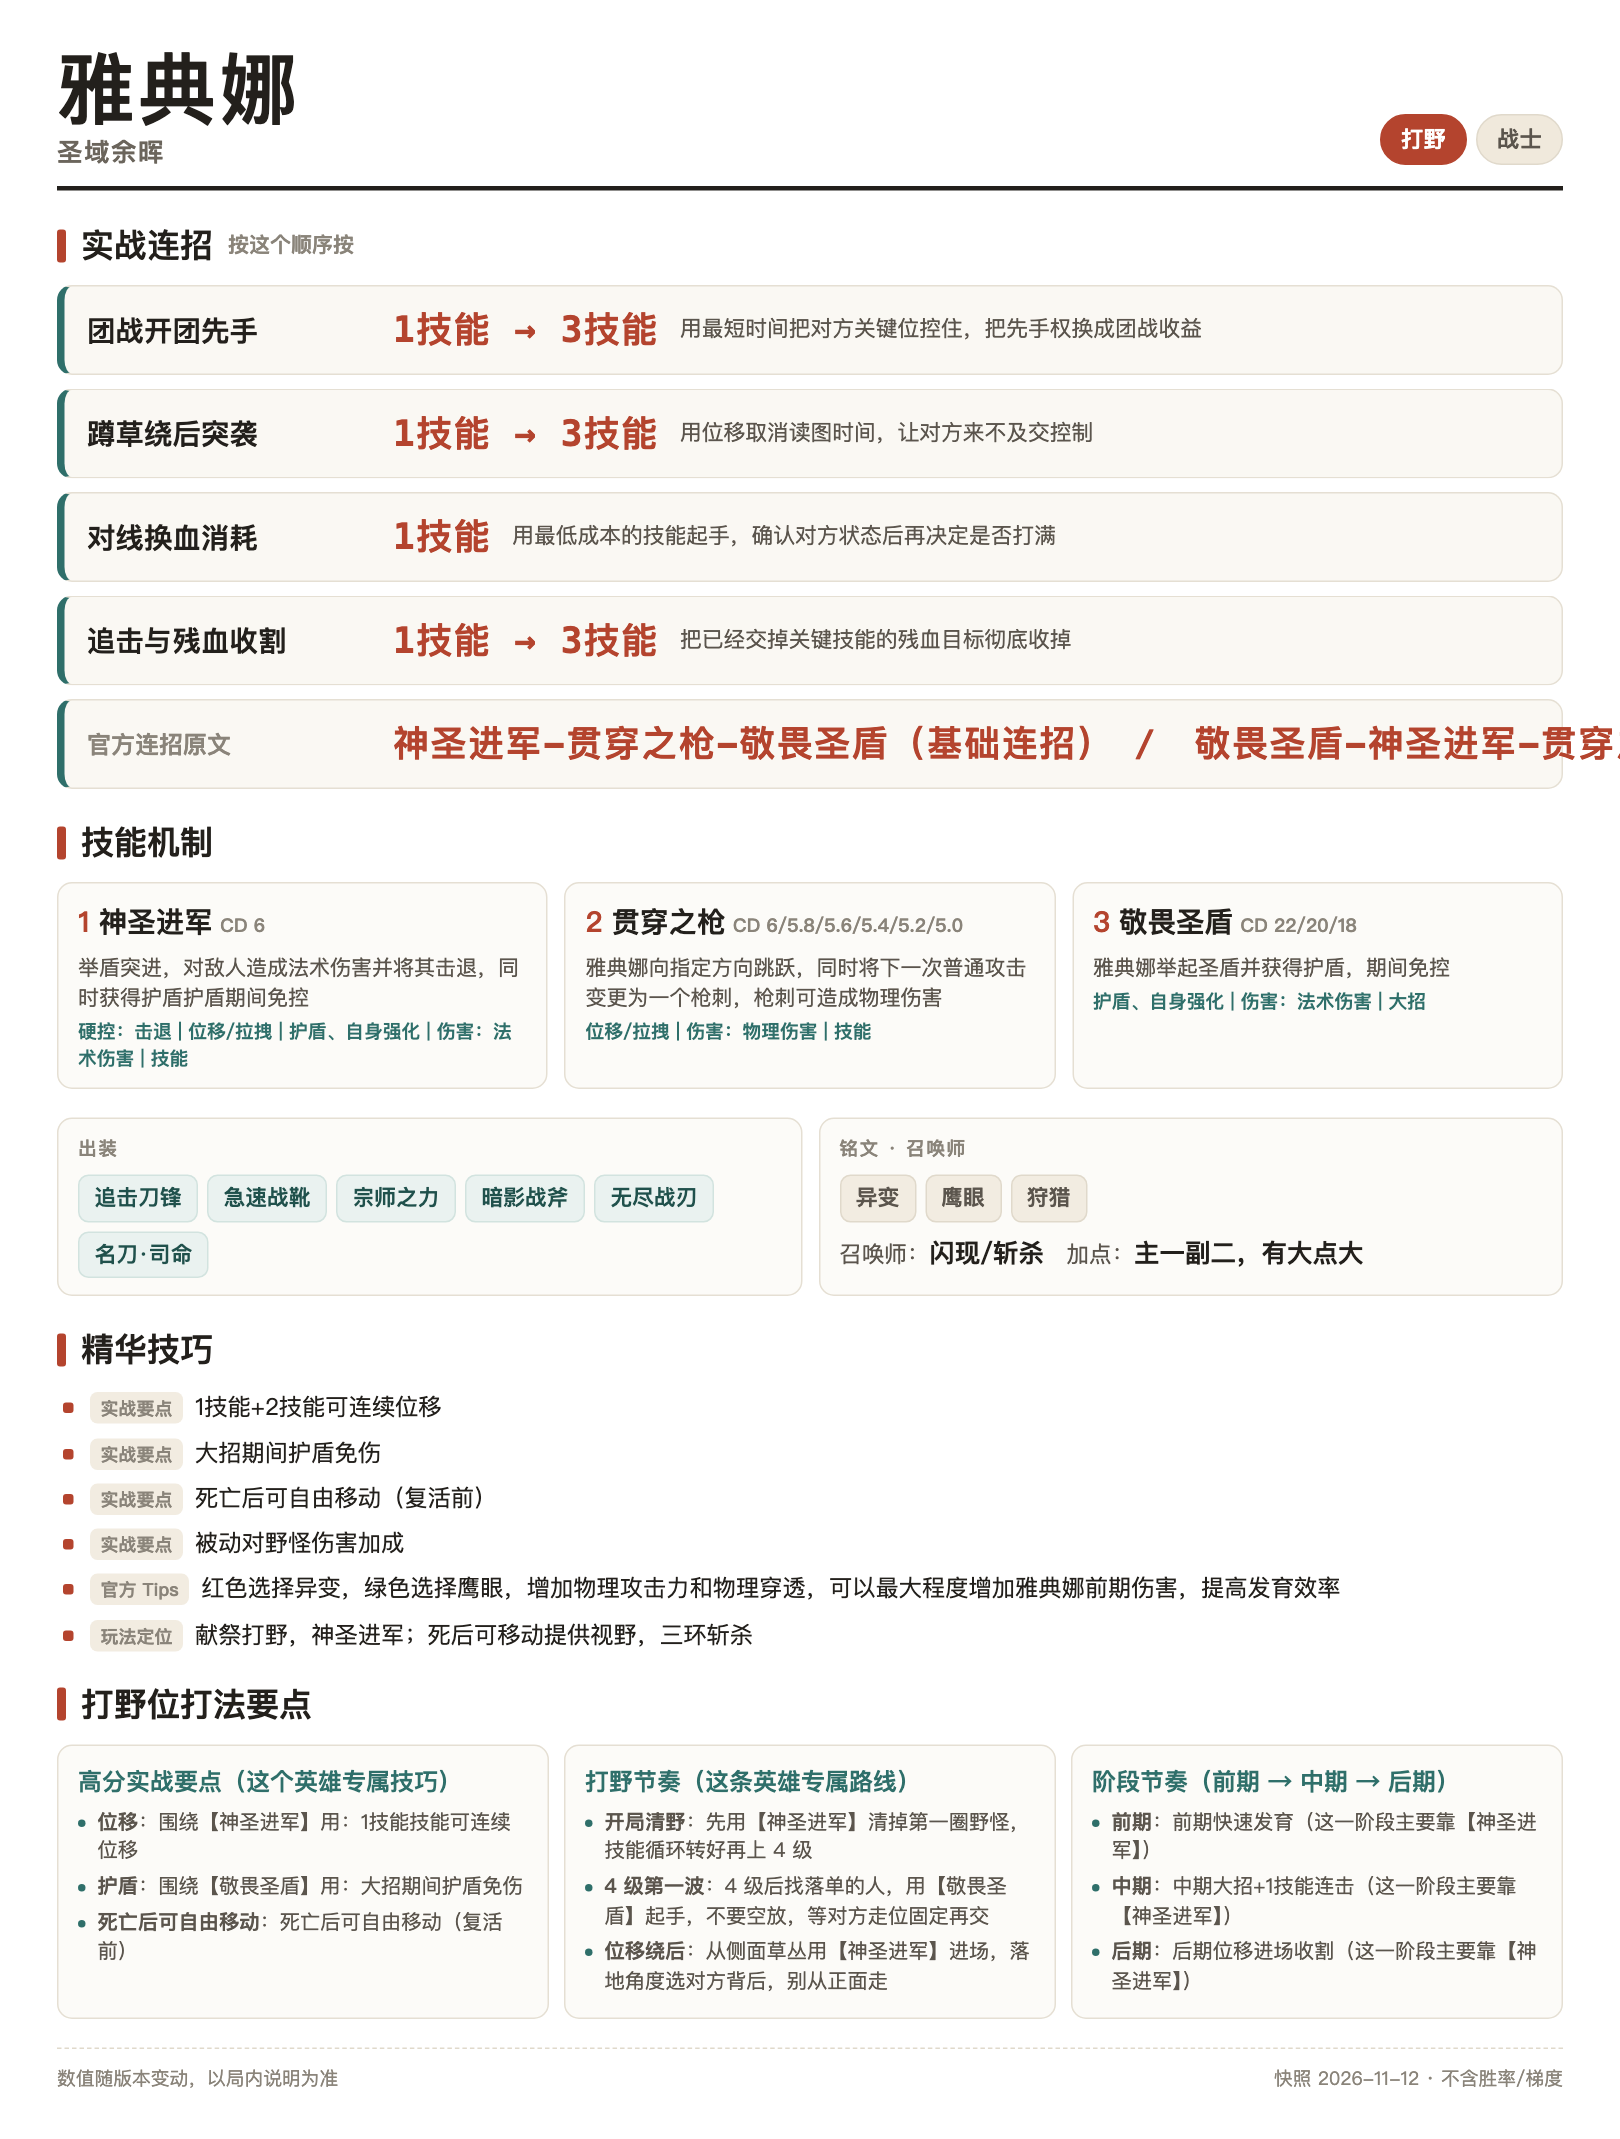 雅典娜
圣域余晖
打野 战士
实战连招 按这个顺序按
团战开团先手 1技能 → 3技能 用最短时间把对方关键位控住，把先手权换成团战收益
蹲草绕后突袭 1技能 → 3技能 用位移取消读图时间，让对方来不及交控制
对线换血消耗 1技能 用最低成本的技能起手，确认对方状态后再决定是否打满
追击与残血收割 1技能 → 3技能 把已经交掉关键技能的残血目标彻底收掉
官方连招原文 神圣进军-贯穿之枪-敬畏圣盾（基础连招） / 敬畏圣盾-神圣进军-贯穿
技能机制
1 神圣进军 CD 6
举盾突进，对敌人造成法术伤害并将其击退，同
时获得护盾护盾期间免控
硬控：击退 | 位移/拉拽 | 护盾、自身强化 | 伤害：法
术伤害 | 技能
2 贯穿之枪 CD 6/5.8/5.6/5.4/5.2/5.0
雅典娜向指定方向跳跃，同时将下一次普通攻击
变更为一个枪刺，枪刺可造成物理伤害
位移/拉拽 | 伤害：物理伤害 | 技能
3 敬畏圣盾 CD 22/20/18
雅典娜举起圣盾并获得护盾，期间免控
护盾、自身强化 | 伤害：法术伤害 | 大招
出装
追击刀锋 急速战靴 宗师之力 暗影战斧 无尽战刃
名刀·司命
铭文 · 召唤师
异变 鹰眼 狩猎
召唤师：闪现/斩杀 加点：主一副二，有大点大
精华技巧
实战要点 1技能+2技能可连续位移
实战要点 大招期间护盾免伤
实战要点 死亡后可自由移动（复活前）
实战要点 被动对野怪伤害加成
官方 Tips 红色选择异变，绿色选择鹰眼，增加物理攻击力和物理穿透，可以最大程度增加雅典娜前期伤害，提高发育效率
玩法定位 献祭打野，神圣进军；死后可移动提供视野，三环斩杀
打野位打法要点
高分实战要点（这个英雄专属技巧）
位移：围绕【神圣进军】用：1技能技能可连续
位移
护盾：围绕【敬畏圣盾】用：大招期间护盾免伤
死亡后可自由移动：死亡后可自由移动（复活
前）
打野节奏（这条英雄专属路线）
开局清野：先用【神圣进军】清掉第一圈野怪，
技能循环转好再上 4 级
4 级第一波：4 级后找落单的人，用【敬畏圣
盾】起手，不要空放，等对方走位固定再交
位移绕后：从侧面草丛用【神圣进军】进场，落
地角度选对方背后，别从正面走
阶段节奏（前期 → 中期 → 后期）
前期：前期快速发育（这一阶段主要靠【神圣进
军】）
中期：中期大招+1技能连击（这一阶段主要靠
【神圣进军】）
后期：后期位移进场收割（这一阶段主要靠【神
圣进军】）
数值随版本变动，以局内说明为准
快照 2026-11-12 · 不含胜率/梯度